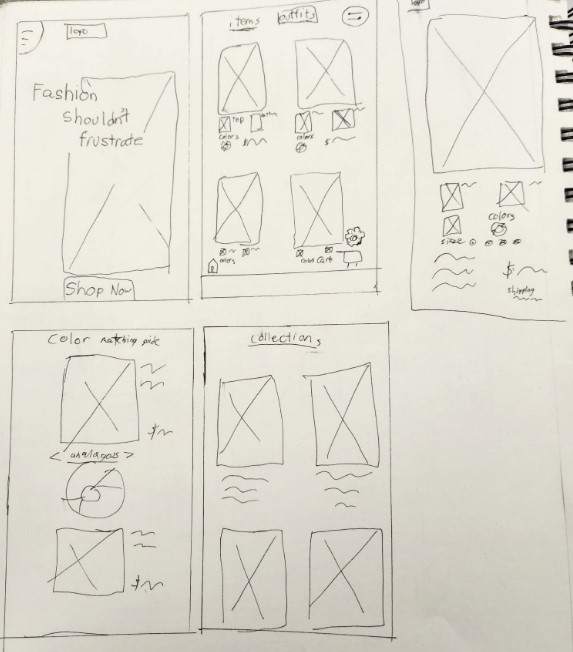 logo
Fashion
Shouldn't
frustrate
Shop Now
items outfits
top
colors
$
colors
$
colors
colors cart
logo
colors
size
$
shipping
Color matching guide
$
< analagous >
$
collections